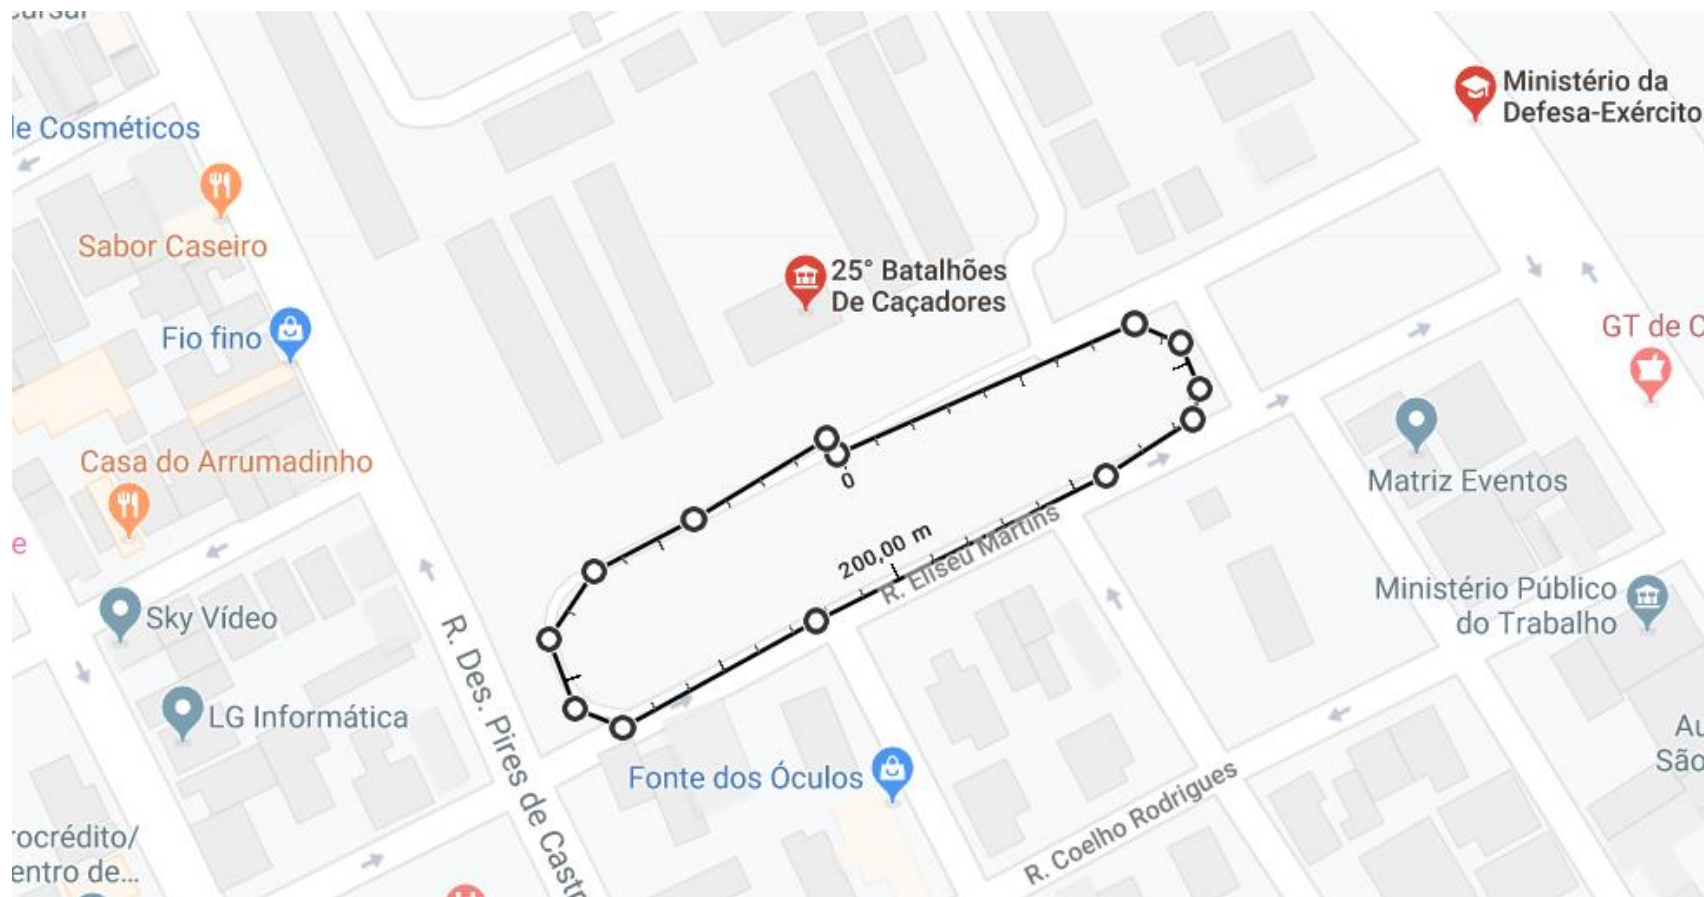 Ministério da
Defesa-Exército
le Cosméticos
Sabor Caseiro
25° Batalhões
De Caçadores
Fio fino
GT de C
Casa do Arrumadinho
0
Matriz Eventos
200,00 m
R. Eliseu Martins
e
Sky Vídeo
Ministério Público
do Trabalho
R. Des. Pires de Castr
LG Informática
Fonte dos Óculos
Au
São
R. Coelho Rodrigues
rocrédito/
entro de...